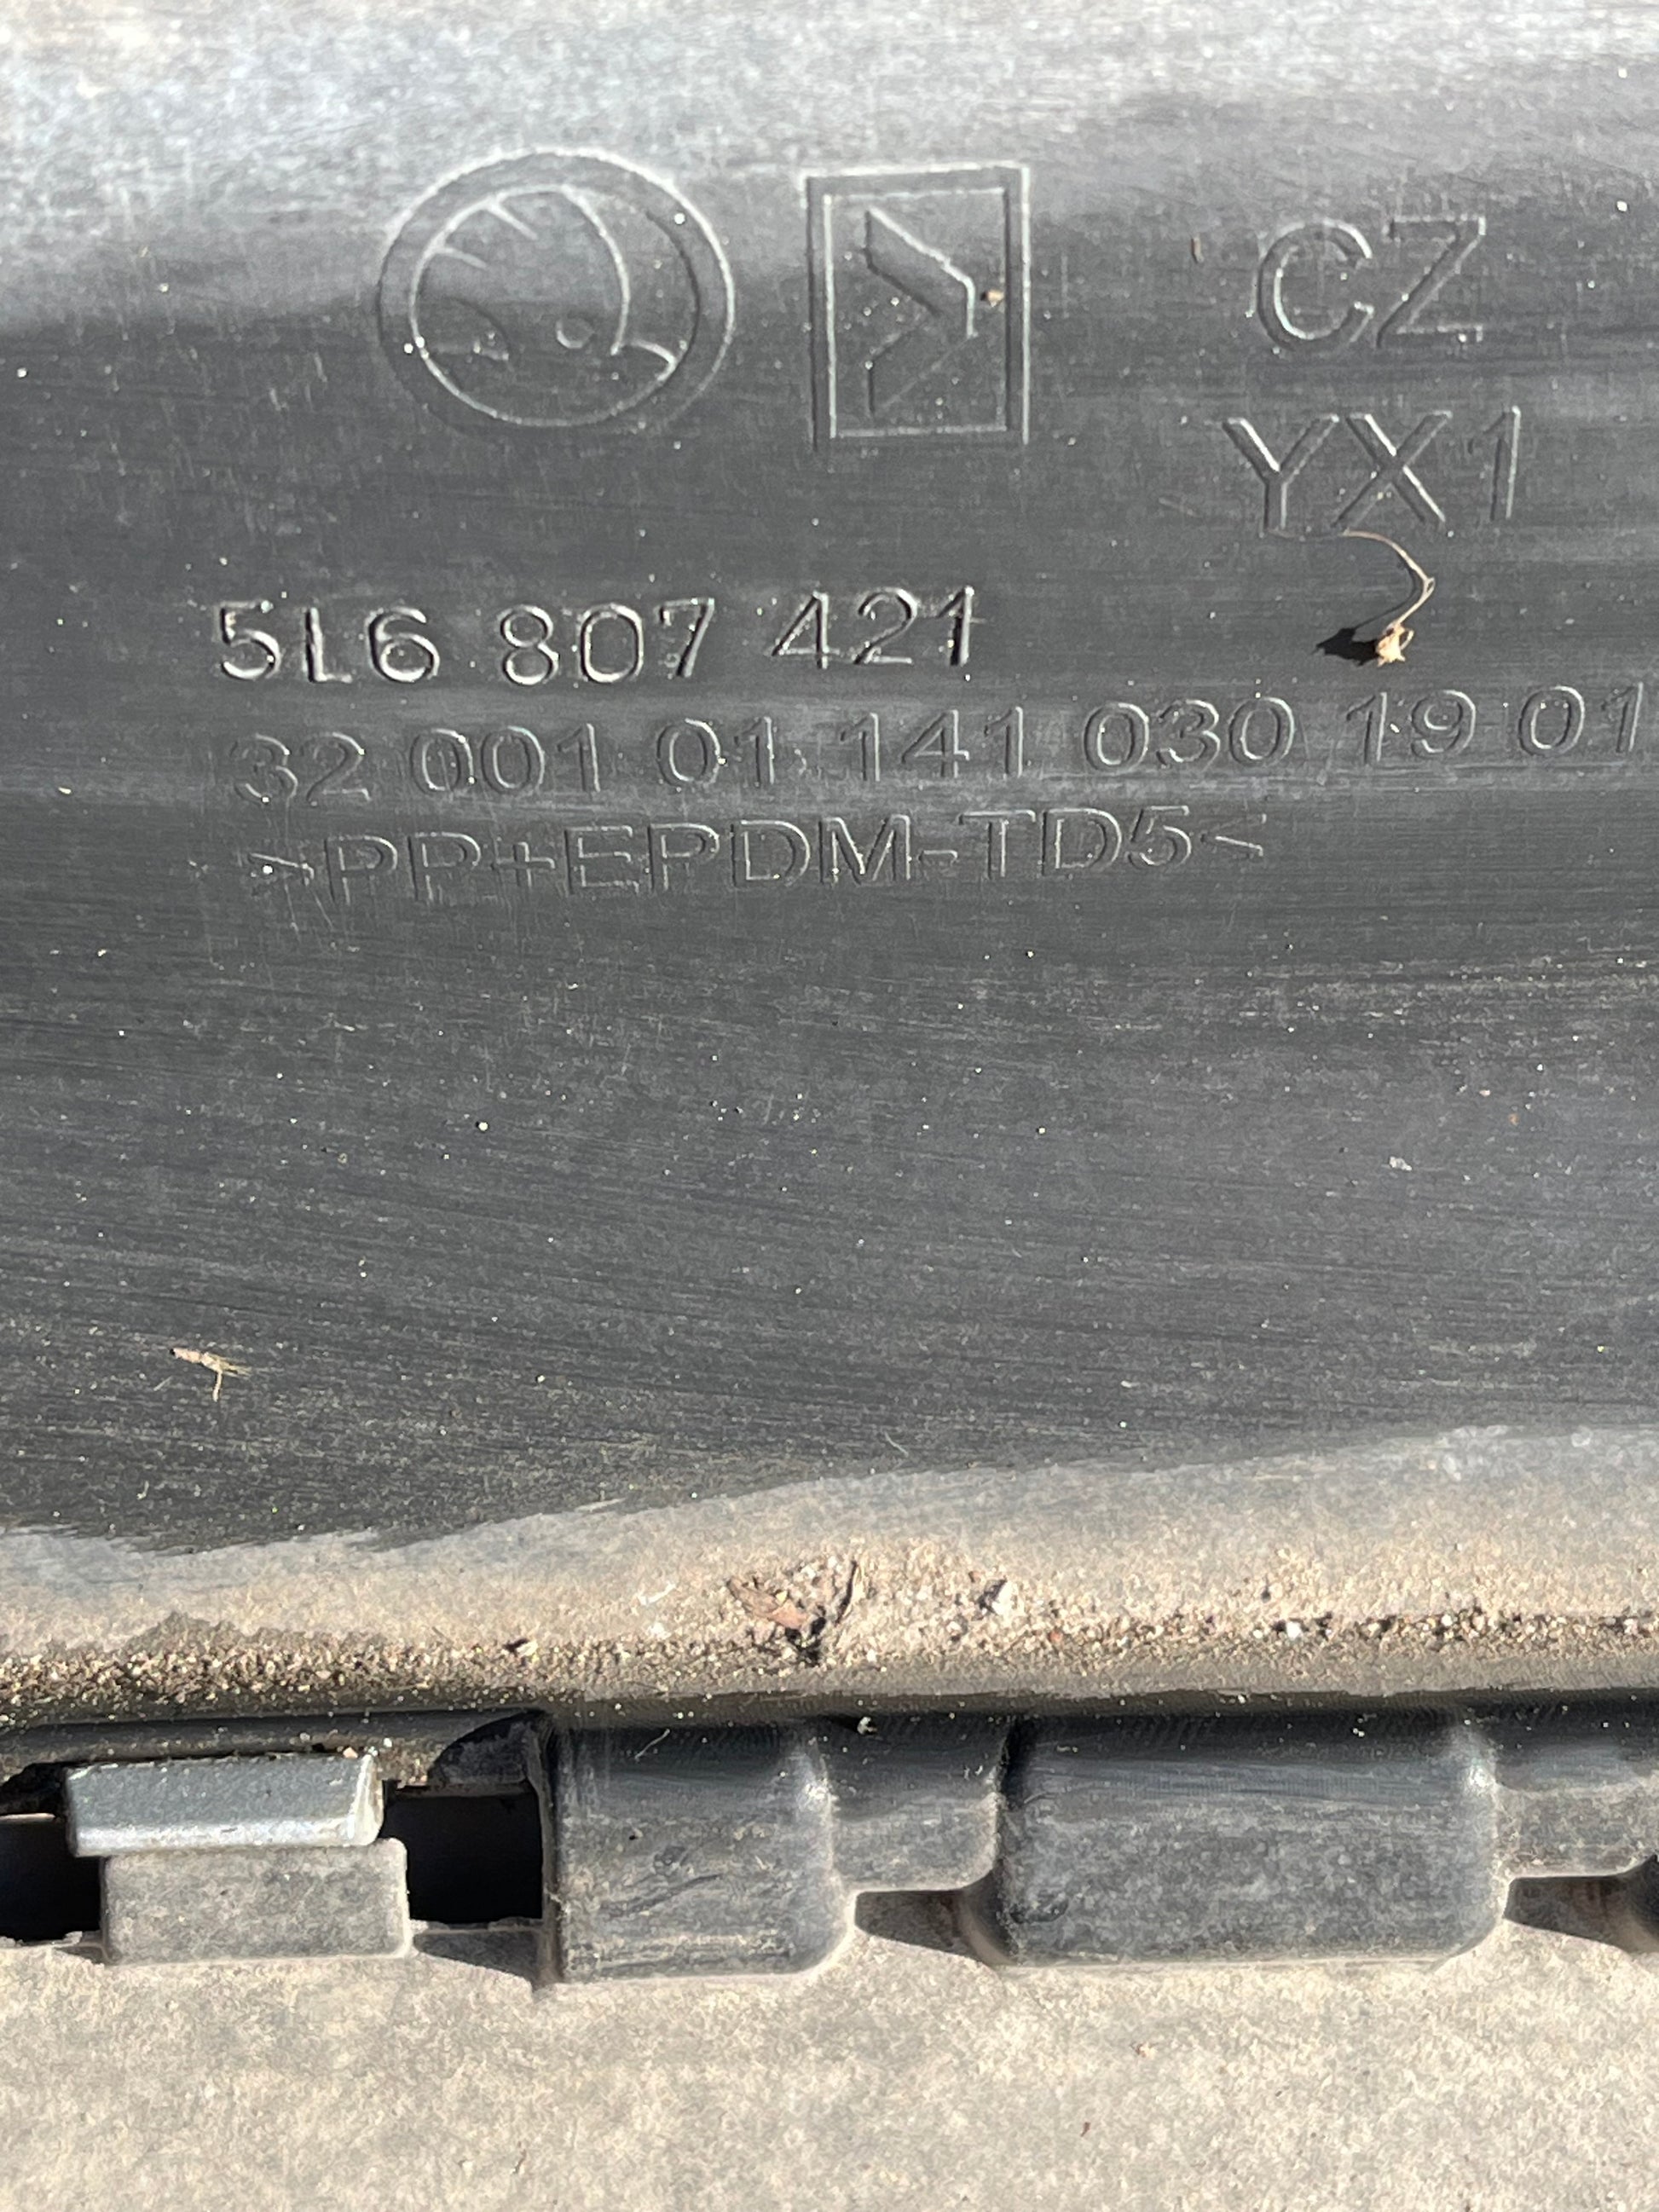 CZ
YX1
5L6 807 421
32 001 01 141 030 19 01
>PP+EPDM-TD5<